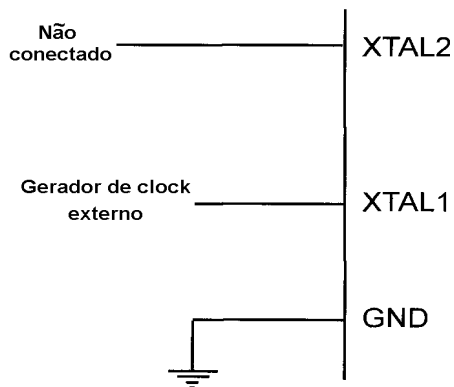 Não
conectado
XTAL2
Gerador de clock
externo
XTAL1
GND